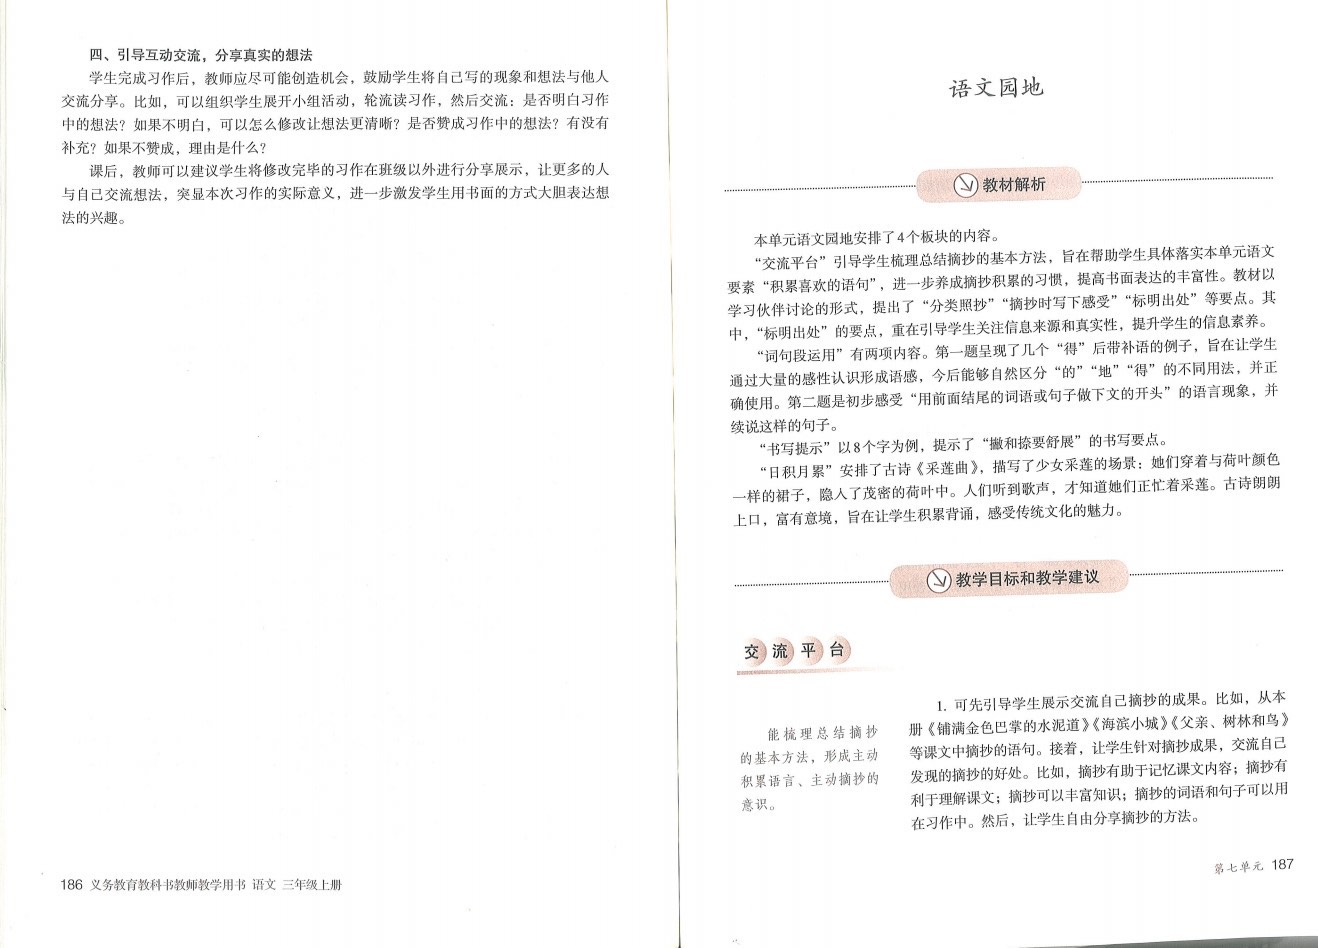 四、引导互动交流，分享真实的想法
学生完成习作后，教师应尽可能创造机会，鼓励学生将自己写的现象和想法与他人
交流分享。比如，可以组织学生展开小组活动，轮流读习作，然后交流：是否明白习作
中的想法？如果不明白，可以怎么修改让想法更清晰？是否赞成习作中的想法？有没有
补充？如果不赞成，理由是什么？
课后，教师可以建议学生将修改完毕的习作在班级以外进行分享展示，让更多的人
与自己交流想法，突显本次习作的实际意义，进一步激发学生用书面的方式大胆表达想
法的兴趣。
186 义务教育教科书教师教学用书 语文 三年级上册
语文园地
教材解析
本单元语文园地安排了4个板块的内容。
“交流平台”引导学生梳理总结摘抄的基本方法，旨在帮助学生具体落实本单元语文
要素“积累喜欢的语句”，进一步养成摘抄积累的习惯，提高书面表达的丰富性。教材以
学习伙伴讨论的形式，提出了“分类照抄”“摘抄时写下感受”“标明出处”等要点。其
中，“标明出处”的要点，重在引导学生关注信息来源和真实性，提升学生的信息素养。
“词句段运用”有两项内容。第一题呈现了几个“得”后带补语的例子，旨在让学生
通过大量的感性认识形成语感，今后能够自然区分“的”“地”“得”的不同用法，并正
确使用。第二题是初步感受“用前面结尾的词语或句子做下文的开头”的语言现象，并
续说这样的句子。
“书写提示”以8个字为例，提示了“撇和捺要舒展”的书写要点。
“日积月累”安排了古诗《采莲曲》，描写了少女采莲的场景：她们穿着与荷叶颜色
一样的裙子，隐入了茂密的荷叶中。人们听到歌声，才知道她们正忙着采莲。古诗朗朗
上口，富有意境，旨在让学生积累背诵，感受传统文化的魅力。
教学目标和教学建议
交流平台
能梳理总结摘抄
的基本方法，形成主动
积累语言、主动摘抄的
意识。
1. 可先引导学生展示交流自己摘抄的成果。比如，从本
册《铺满金色巴掌的水泥道》《海滨小城》《父亲、树林和鸟》
等课文中摘抄的语句。接着，让学生针对摘抄成果，交流自己
发现的摘抄的好处。比如，摘抄有助于记忆课文内容；摘抄有
利于理解课文；摘抄可以丰富知识；摘抄的词语和句子可以用
在习作中。然后，让学生自由分享摘抄的方法。
第七单元 187